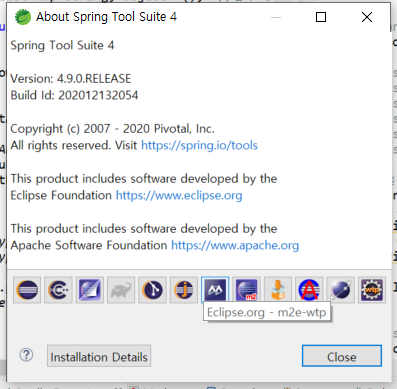 About Spring Tool Suite 4
Spring Tool Suite 4
Version: 4.9.0.RELEASE
Build Id: 202012132054
Copyright (c) 2007 - 2020 Pivotal, Inc.
All rights reserved. Visit https://spring.io/tools
This product includes software developed by the
Eclipse Foundation https://www.eclipse.org
This product includes software developed by the
Apache Software Foundation https://www.apache.org
m2
wtp
Eclipse.org - m2e-wtp
Installation Details
Close